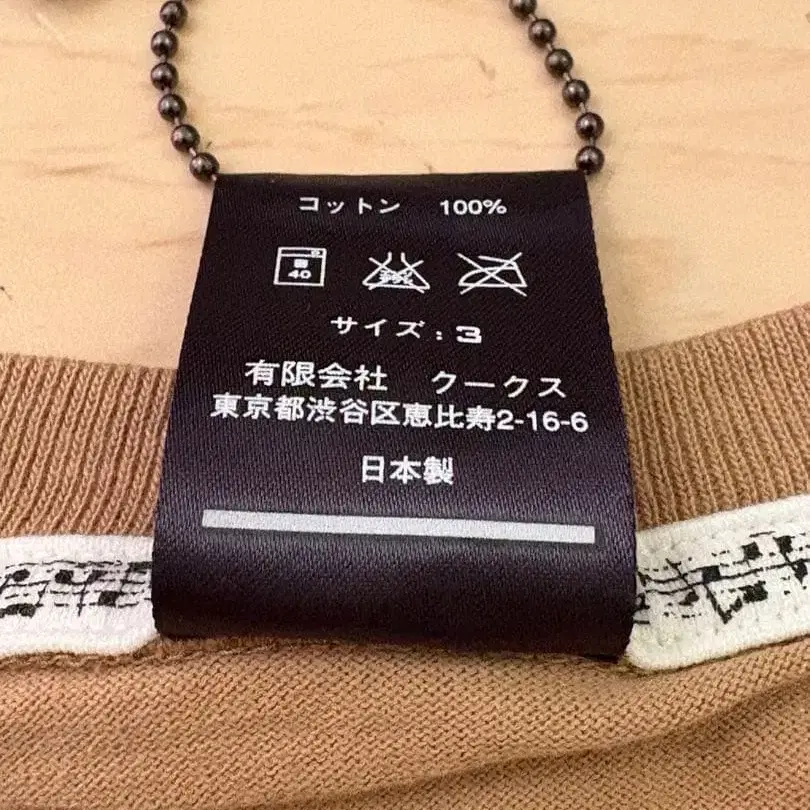 コットン 100%
40
サイズ：3
有限会社 クークス
東京都渋谷区恵比寿2-16-6
日本製